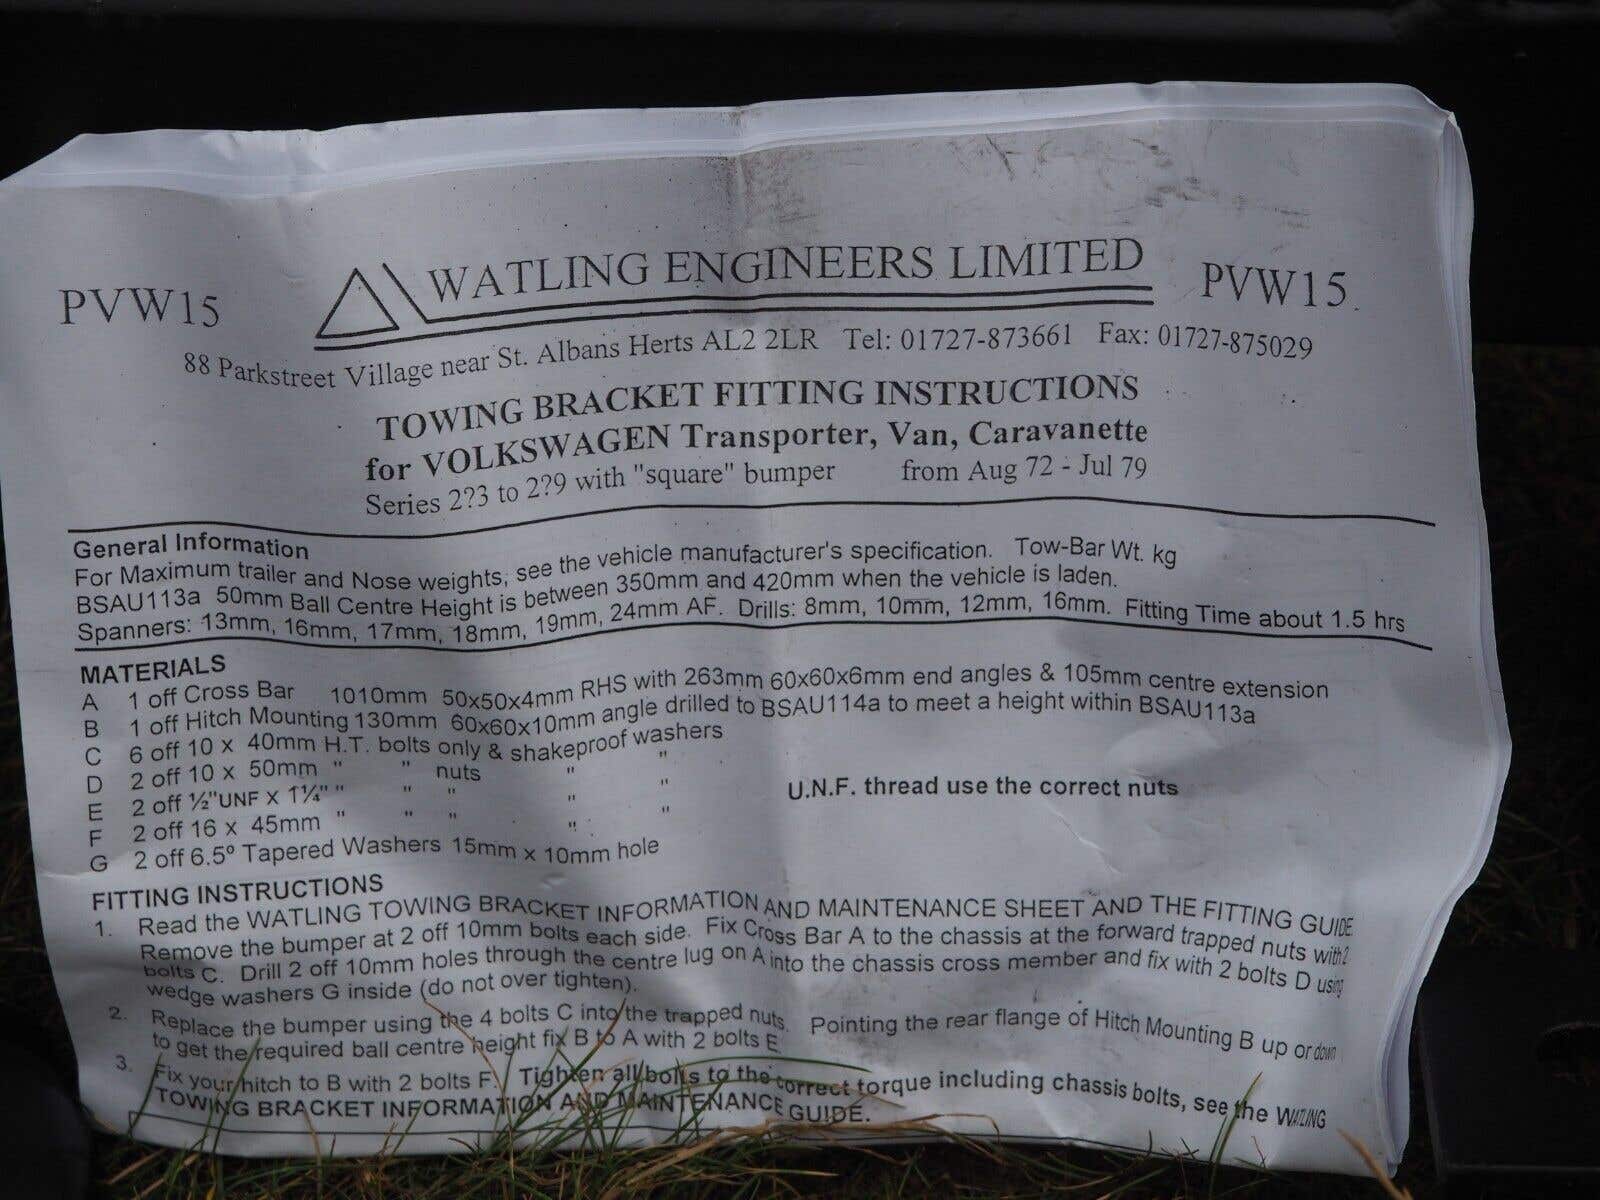 PVW15 WATLING ENGINEERS LIMITED PVW15
88 Parkstreet Village near St. Albans Herts AL2 2LR Tel: 01727-873661 Fax: 01727-875029
TOWING BRACKET FITTING INSTRUCTIONS
for VOLKSWAGEN Transporter, Van, Caravanette
Series 2?3 to 2?9 with "square" bumper from Aug 72 - Jul 79
General Information
For Maximum trailer and Nose weights, see the vehicle manufacturer's specification. Tow-Bar Wt. kg
BSAU113a 50mm Ball Centre Height is between 350mm and 420mm when the vehicle is laden.
Spanners: 13mm, 16mm, 17mm, 18mm, 19mm, 24mm AF. Drills: 8mm, 10mm, 12mm, 16mm. Fitting Time about 1.5 hrs
MATERIALS
A 1 off Cross Bar 1010mm 50x50x4mm RHS with 263mm 60x60x6mm end angles & 105mm centre extension
B 1 off Hitch Mounting 130mm 60x60x10mm angle drilled to BSAU114a to meet a height within BSAU113a
C 6 off 10 x 40mm H.T. bolts only & shakeproof washers
D 2 off 10 x 50mm " " nuts " "
E 2 off ½"UNF x 1¼" " " " " " U.N.F. thread use the correct nuts
F 2 off 16 x 45mm " " " " "
G 2 off 6.5º Tapered Washers 15mm x 10mm hole
FITTING INSTRUCTIONS
1. Read the WATLING TOWING BRACKET INFORMATION AND MAINTENANCE SHEET AND THE FITTING GUIDE
Remove the bumper at 2 off 10mm bolts each side. Fix Cross Bar A to the chassis at the forward trapped nuts with 2
bolts C. Drill 2 off 10mm holes through the centre lug on A into the chassis cross member and fix with 2 bolts D using
wedge washers G inside (do not over tighten).
2. Replace the bumper using the 4 bolts C into the trapped nuts. Pointing the rear flange of Hitch Mounting B up or down
to get the required ball centre height fix B to A with 2 bolts E
3. Fix your hitch to B with 2 bolts F. Tighten all bolts to the correct torque including chassis bolts, see the WATLING
TOWING BRACKET INFORMATION AND MAINTENANCE GUIDE.